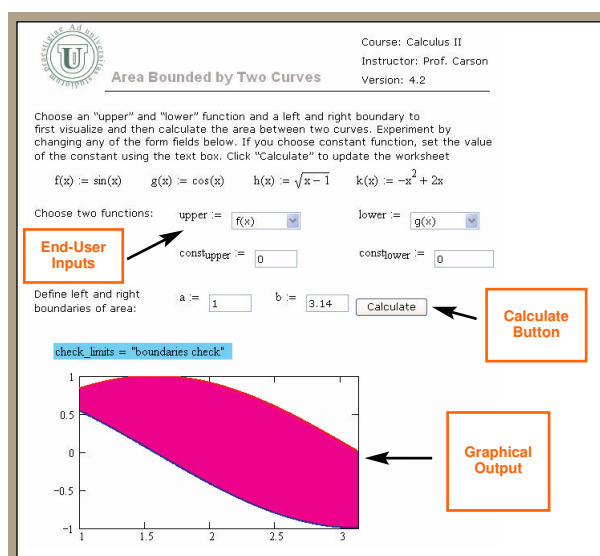 Praestigiae Ad universitas studiorum
U
Area Bounded by Two Curves
Course: Calculus II
Instructor: Prof. Carson
Version: 4.2
Choose an "upper" and "lower" function and a left and right boundary to
first visualize and then calculate the area between two curves. Experiment by
changing any of the form fields below. If you choose constant function, set the value
of the constant using the text box. Click "Calculate" to update the worksheet
f(x) := sin(x) g(x) := cos(x) h(x) := √(x − 1) k(x) := −x² + 2x
Choose two functions: upper := f(x) lower := g(x)
End-User
Inputs
const_upper := 0 const_lower := 0
Define left and right
boundaries of area:
a := 1 b := 3.14 Calculate
Calculate
Button
check_limits = "boundaries check"
1
0.5
0
−0.5
−1
1 1.5 2 2.5 3
Graphical
Output